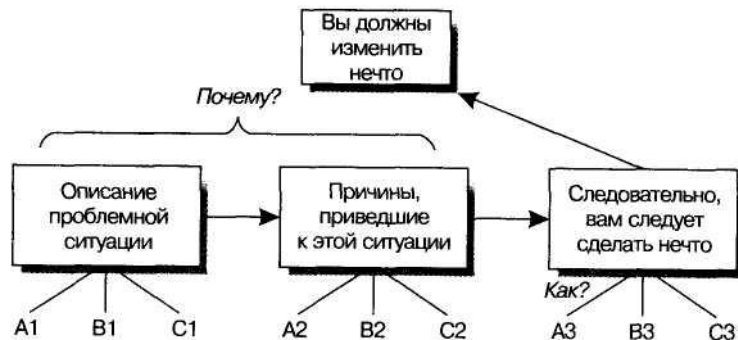 Вы должны
изменить
нечто
Почему?
Описание
проблемной
ситуации
Причины,
приведшие
к этой ситуации
Следовательно,
вам следует
сделать нечто
Как?
A1 B1 C1
A2 B2 C2
A3 B3 C3